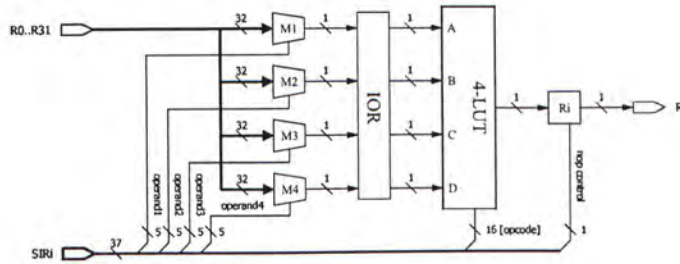 R0..R31
32
M1
1
1
A
32
M2
1
1
B
32
M3
1
1
C
32
M4
1
1
D
IOR
4-LUT
1
Ri
1
R
operand1
operand2
operand3
operand4
nop control
5
5
5
5
16 [opcode]
1
SIRi
37